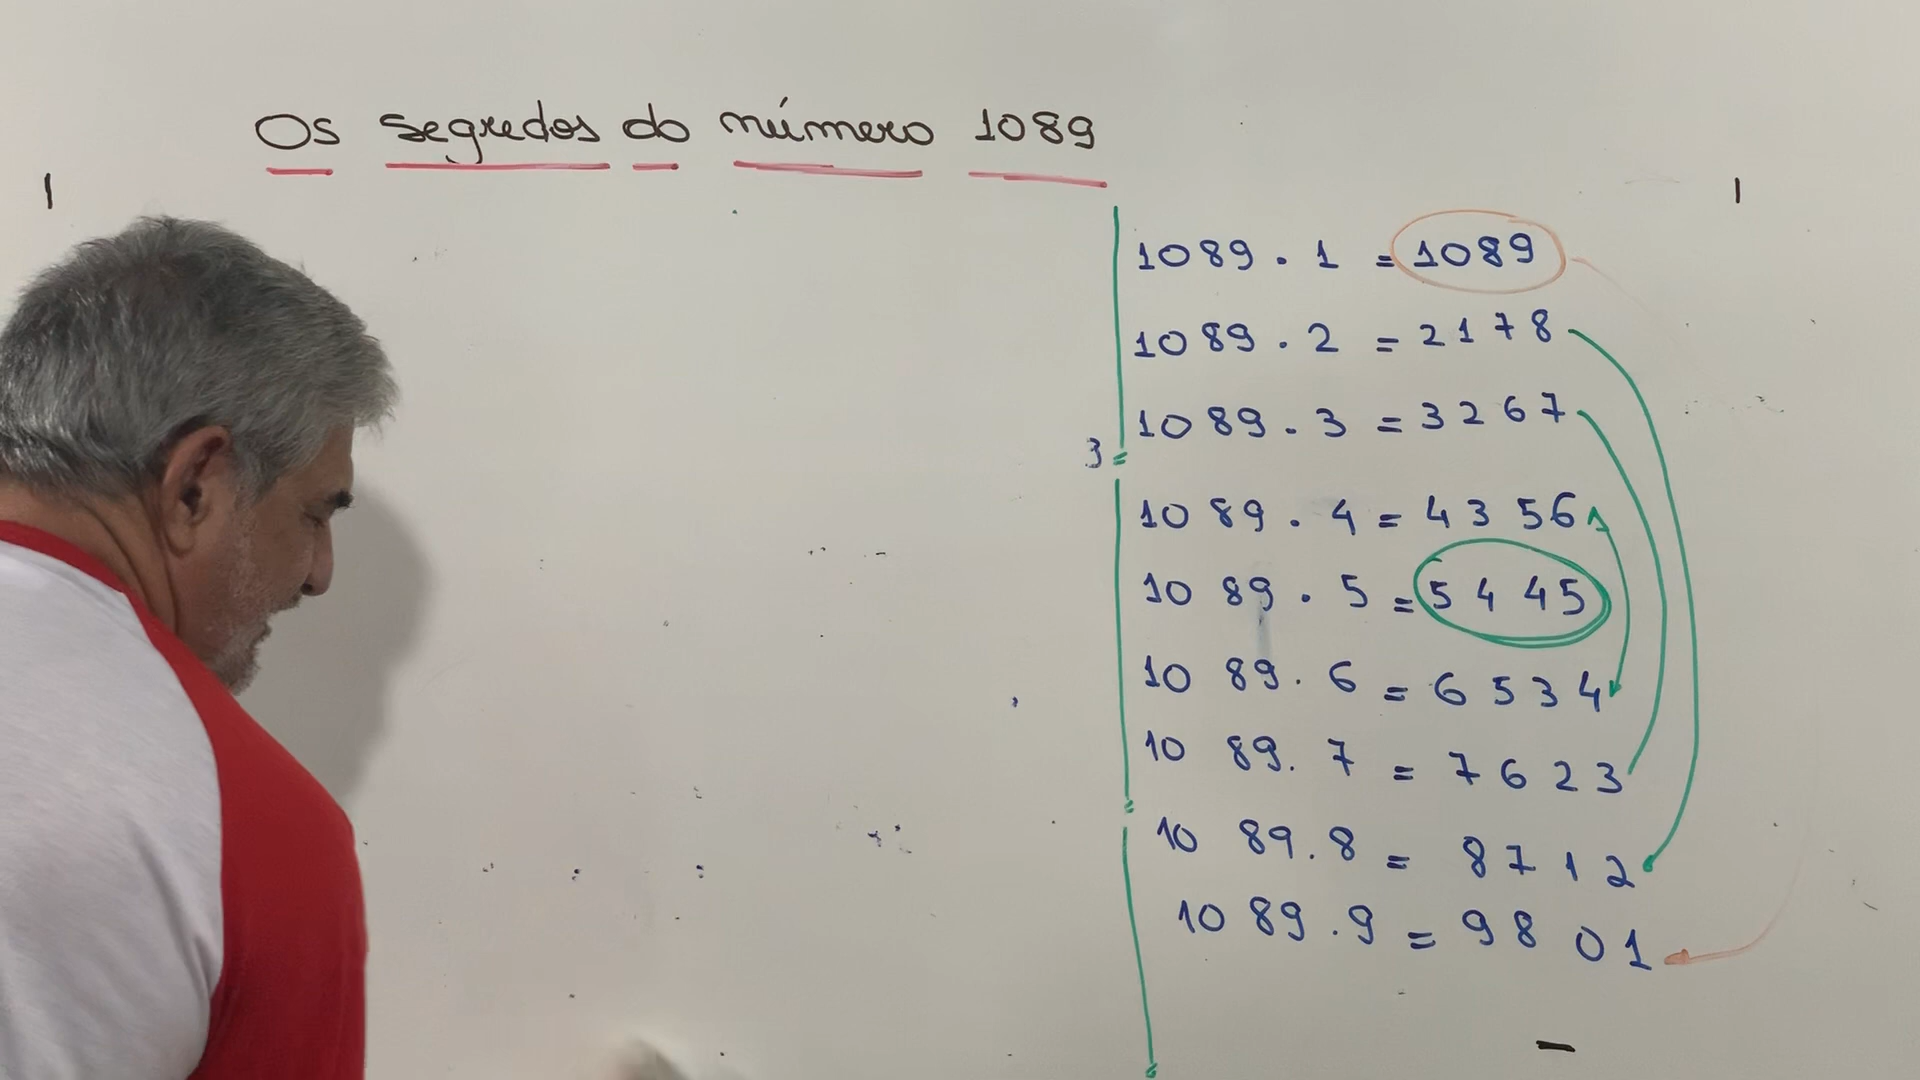 Os segredos do número 1089
1089 . 1 = 1089
1089 . 2 = 2178
1089 . 3 = 3267
3
1089 . 4 = 4356
1089 . 5 = 5445
1089 . 6 = 6534
1089 . 7 = 7623
1089 . 8 = 8712
1089 . 9 = 9801